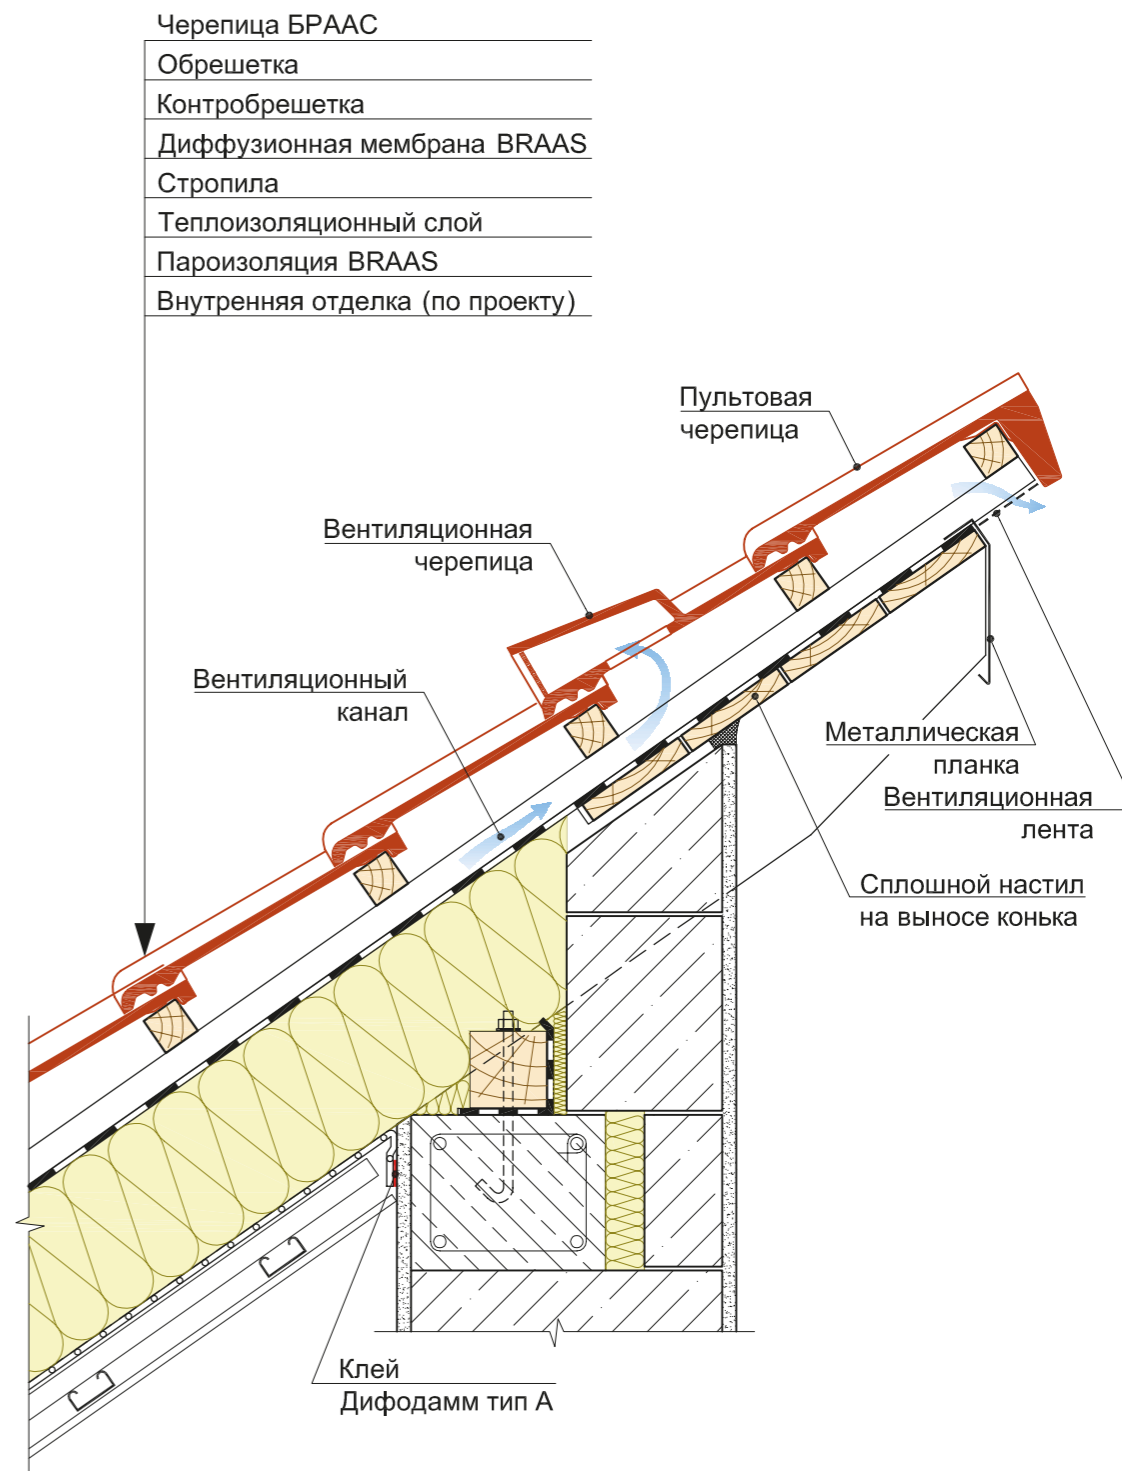 Черепица БРААС
Обрешетка
Контробрешетка
Диффузионная мембрана BRAAS
Стропила
Теплоизоляционный слой
Пароизоляция BRAAS
Внутренняя отделка (по проекту)
Пультовая
черепица
Вентиляционная
черепица
Вентиляционный
канал
Металлическая
планка
Вентиляционная
лента
Сплошной настил
на выносе конька
Клей
Дифодамм тип А